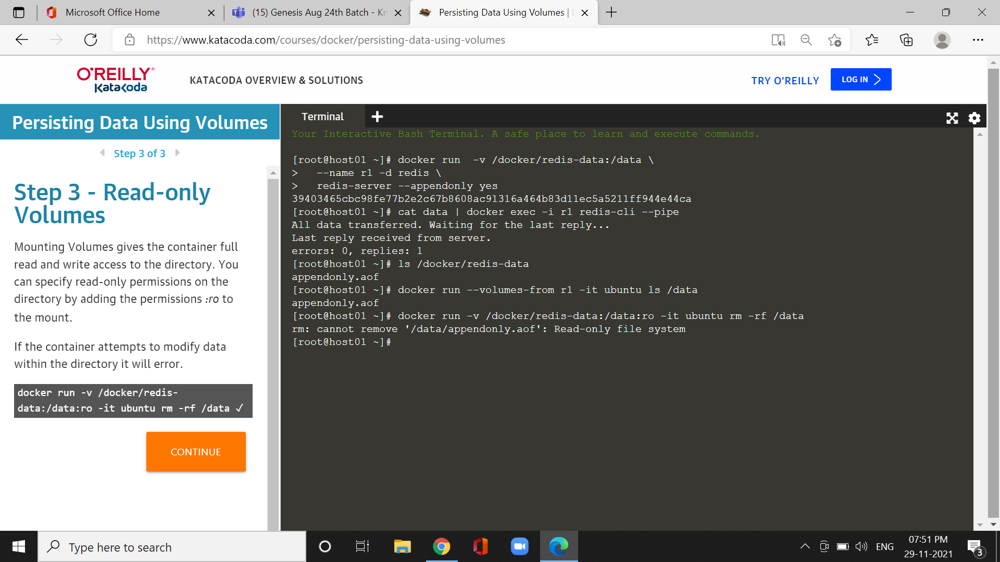 Microsoft Office Home
(15) Genesis Aug 24th Batch - Kn
Persisting Data Using Volumes |
https://www.katacoda.com/courses/docker/persisting-data-using-volumes
O'REILLY®
Katacoda
KATACODA OVERVIEW & SOLUTIONS
TRY O'REILLY
LOG IN
Persisting Data Using Volumes
Step 3 of 3
Step 3 - Read-only
Volumes
Mounting Volumes gives the container full
read and write access to the directory. You
can specify read-only permissions on the
directory by adding the permissions :ro to
the mount.
If the container attempts to modify data
within the directory it will error.
docker run -v /docker/redis-
data:/data:ro -it ubuntu rm -rf /data ✓
CONTINUE
Terminal
Your Interactive Bash Terminal. A safe place to learn and execute commands.
[root@host01 ~]# docker run  -v /docker/redis-data:/data \
>   --name r1 -d redis \
>   redis-server --appendonly yes
39403465cbc98fe77b2e2c67b8608ac91316a464b83d11ec5a5211ff944e44ca
[root@host01 ~]# cat data | docker exec -i r1 redis-cli --pipe
All data transferred. Waiting for the last reply...
Last reply received from server.
errors: 0, replies: 1
[root@host01 ~]# ls /docker/redis-data
appendonly.aof
[root@host01 ~]# docker run --volumes-from r1 -it ubuntu ls /data
appendonly.aof
[root@host01 ~]# docker run -v /docker/redis-data:/data:ro -it ubuntu rm -rf /data
rm: cannot remove '/data/appendonly.aof': Read-only file system
[root@host01 ~]#
Type here to search
ENG
07:51 PM
29-11-2021
3